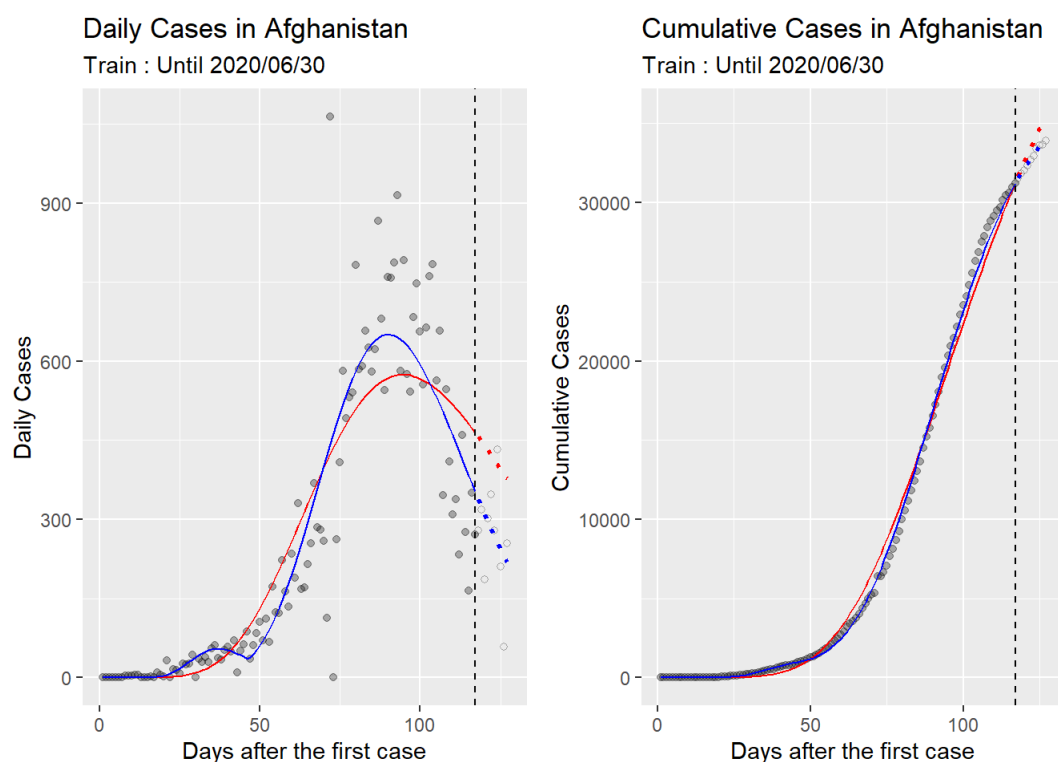 Daily Cases in Afghanistan
Train : Until 2020/06/30
Daily Cases
900
600
300
0
0 50 100
Days after the first case
Cumulative Cases in Afghanistan
Train : Until 2020/06/30
Cumulative Cases
30000
20000
10000
0
0 50 100
Days after the first case